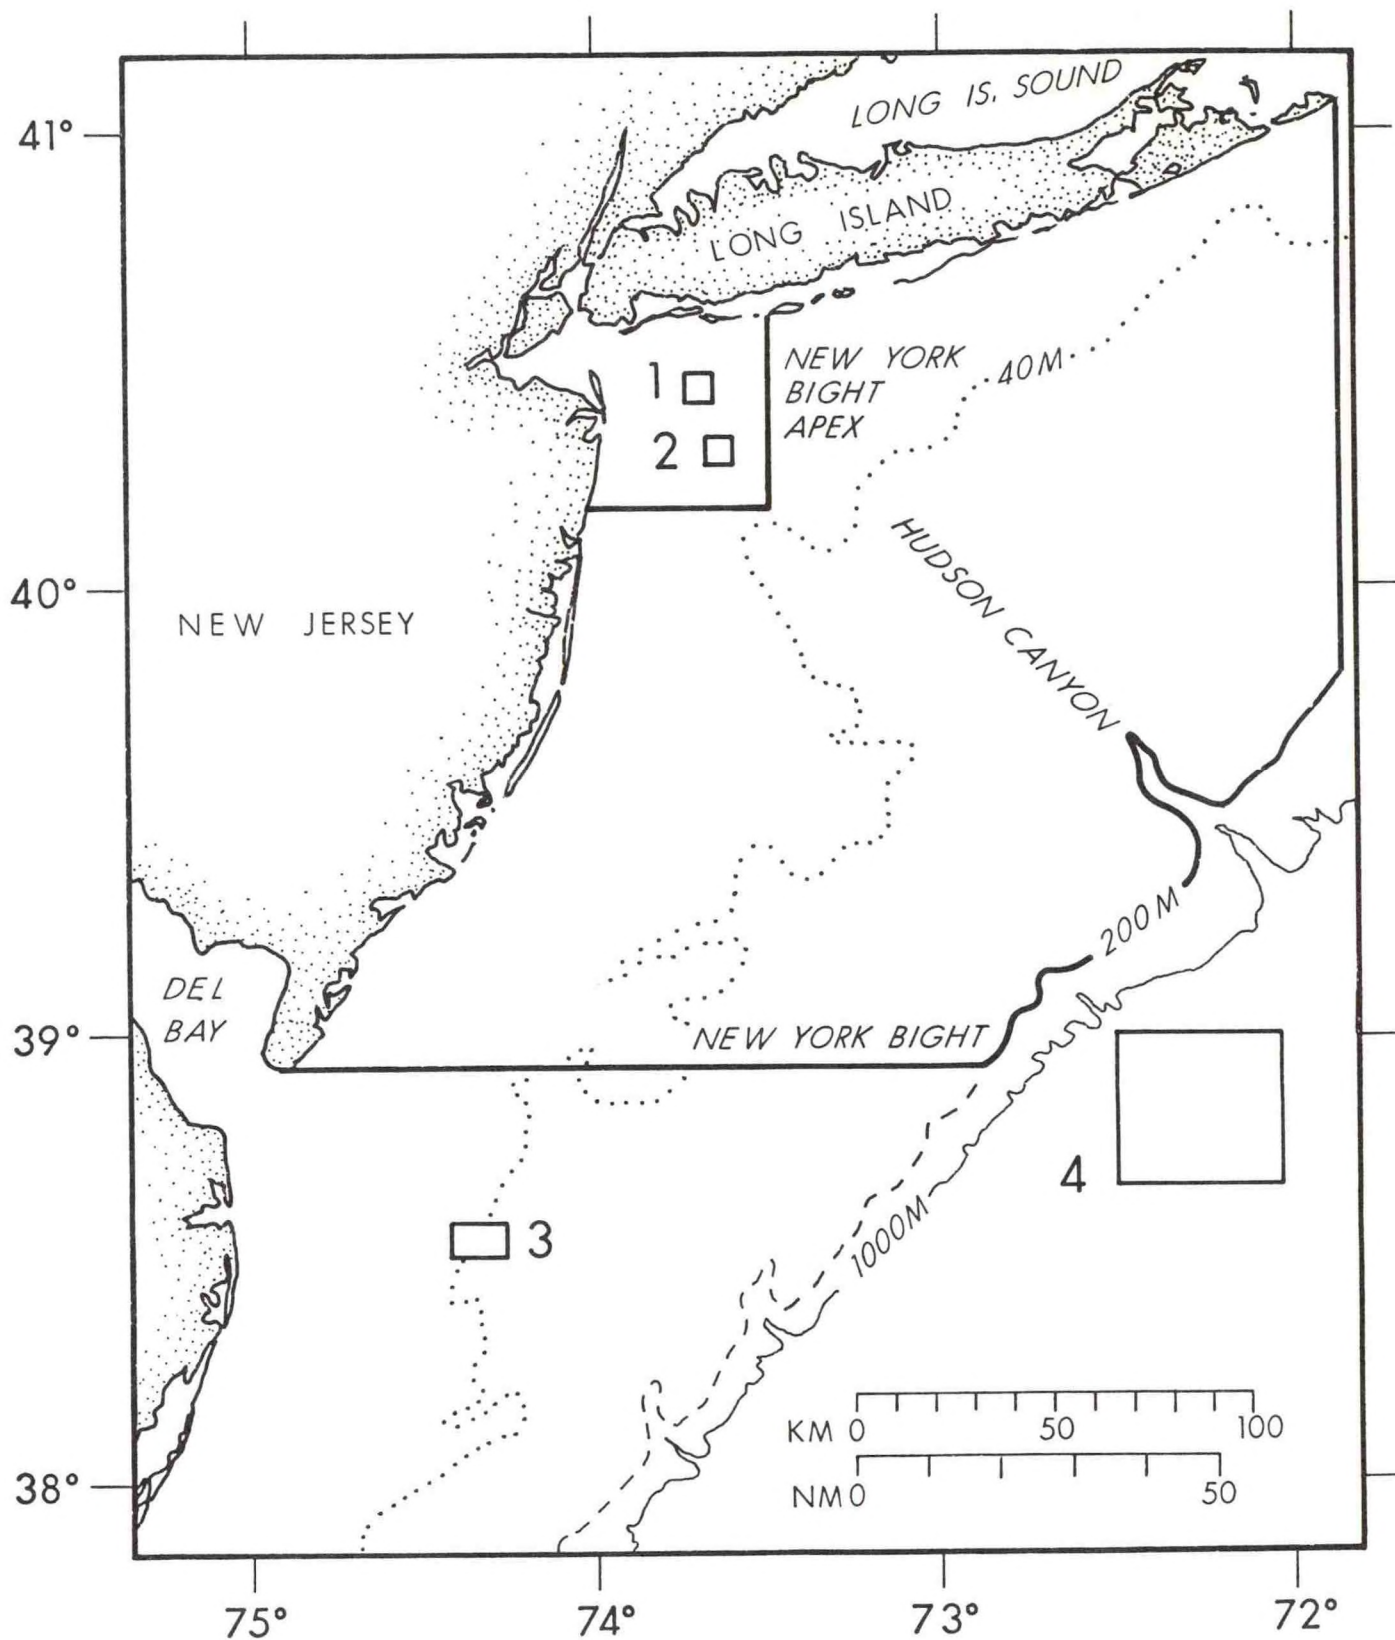 LONG IS. SOUND
41°
LONG ISLAND
1
NEW YORK
BIGHT
APEX
40M
2
HUDSON CANYON
40°
NEW JERSEY
200M
DEL
BAY
39°
NEW YORK BIGHT
4
1000M
3
KM 0 50 100
38°
NM 0 50
75° 74° 73° 72°